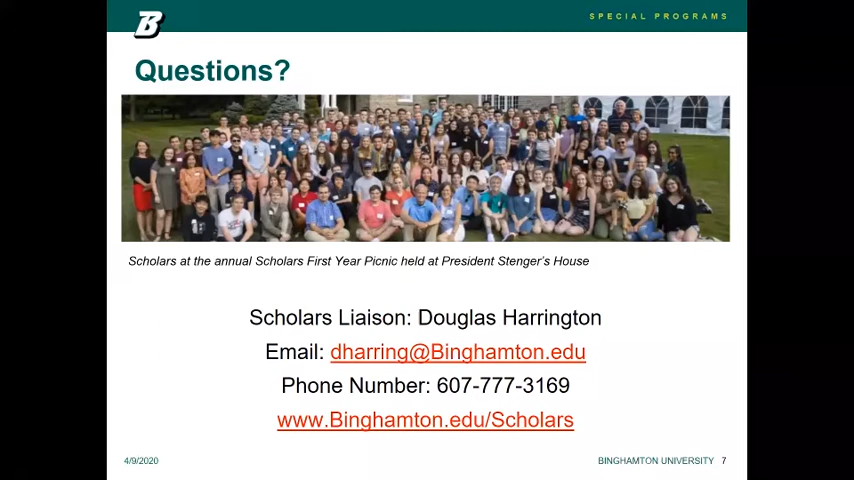 B
SPECIAL PROGRAMS
Questions?
Scholars at the annual Scholars First Year Picnic held at President Stenger's House
Scholars Liaison: Douglas Harrington
Email: dharring@Binghamton.edu
Phone Number: 607-777-3169
www.Binghamton.edu/Scholars
4/9/2020
BINGHAMTON UNIVERSITY 7